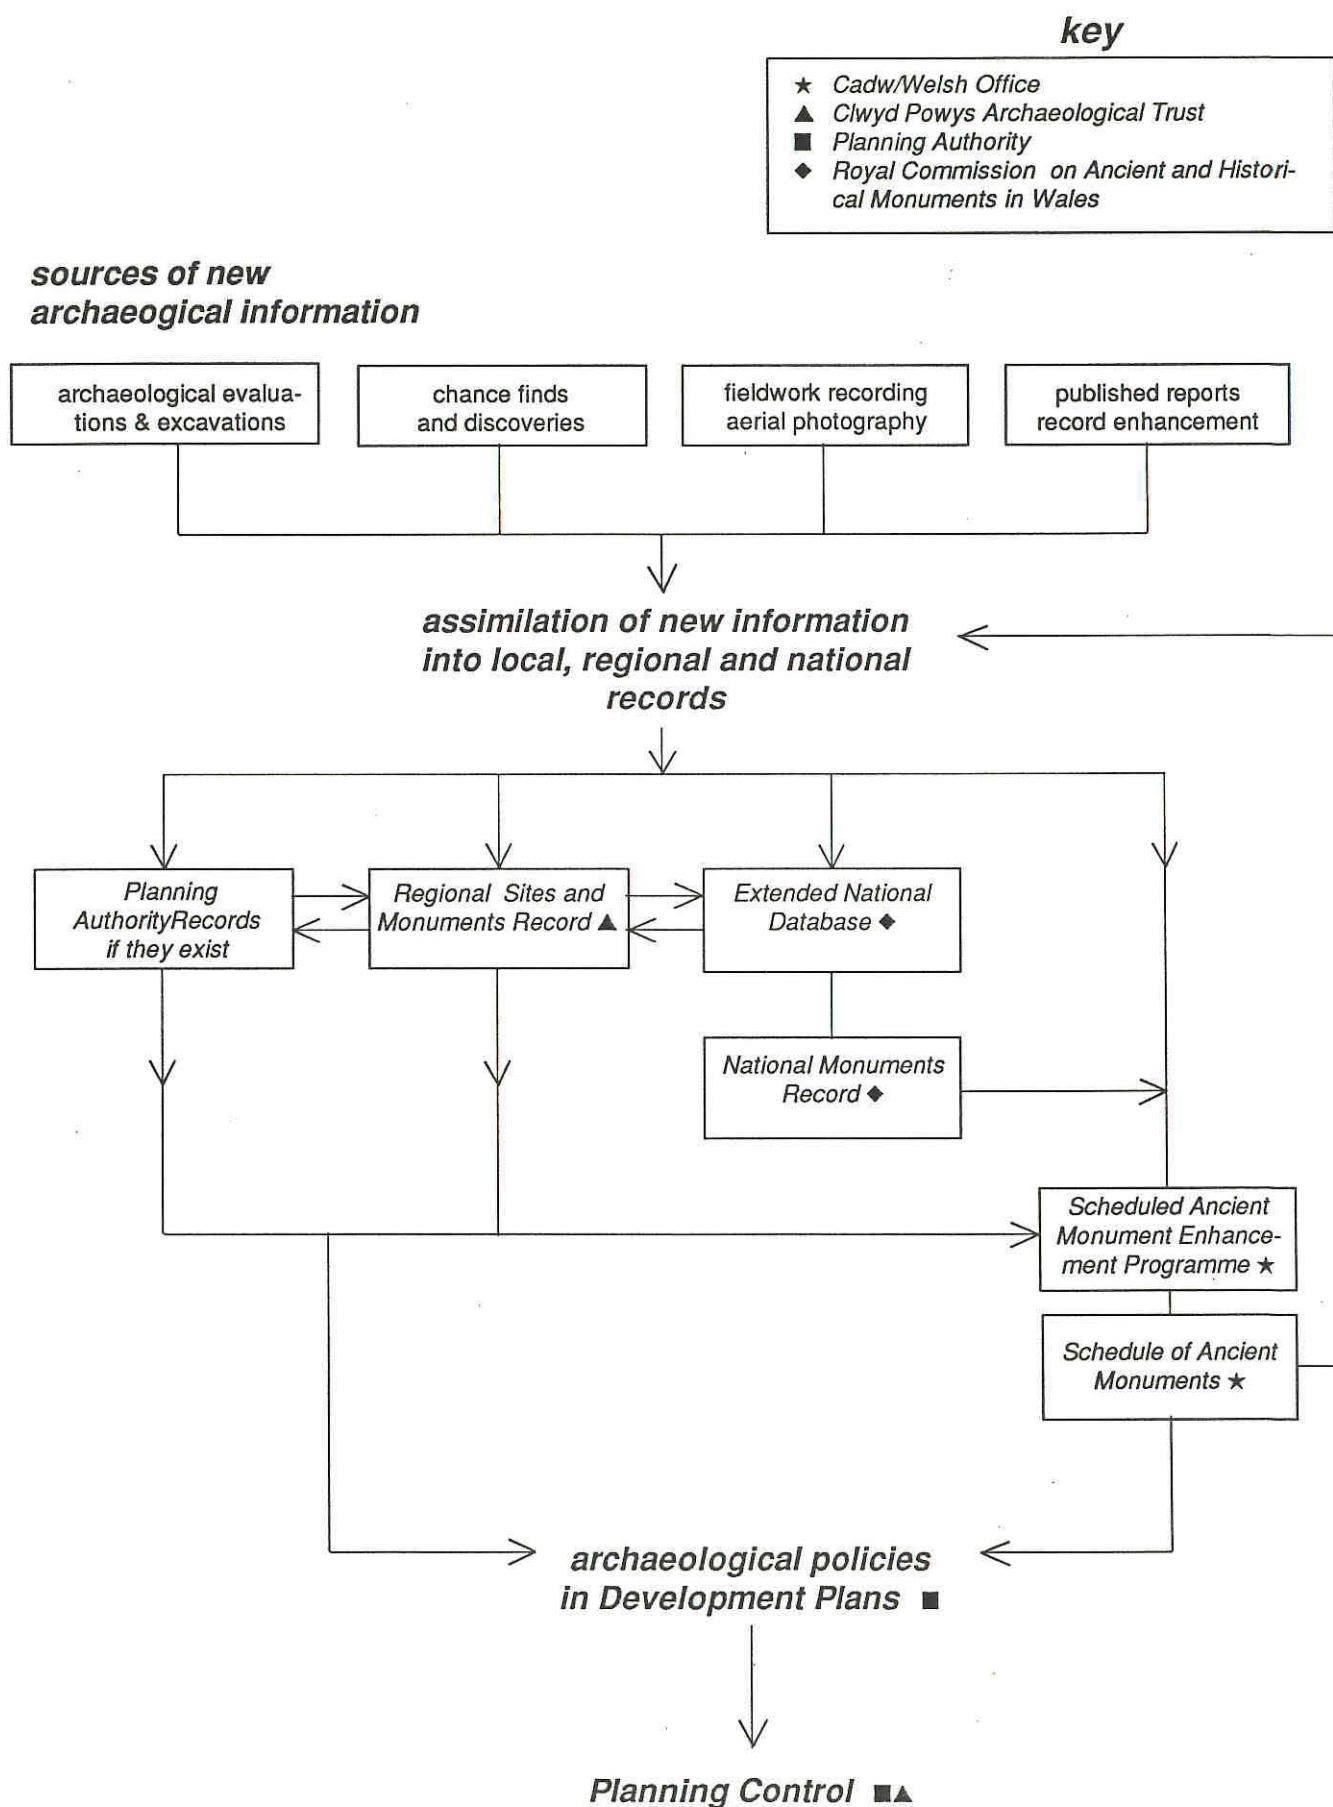 key
★ Cadw/Welsh Office
▲ Clwyd Powys Archaeological Trust
■ Planning Authority
◆ Royal Commission on Ancient and Histori-
cal Monuments in Wales
sources of new
archaeogical information
archaeological evalua-
tions & excavations
chance finds
and discoveries
fieldwork recording
aerial photography
published reports
record enhancement
assimilation of new information
into local, regional and national
records
Planning
AuthorityRecords
if they exist
Regional Sites and
Monuments Record ▲
Extended National
Database ◆
National Monuments
Record ◆
Scheduled Ancient
Monument Enhance-
ment Programme ★
Schedule of Ancient
Monuments ★
archaeological policies
in Development Plans ■
Planning Control ■▲